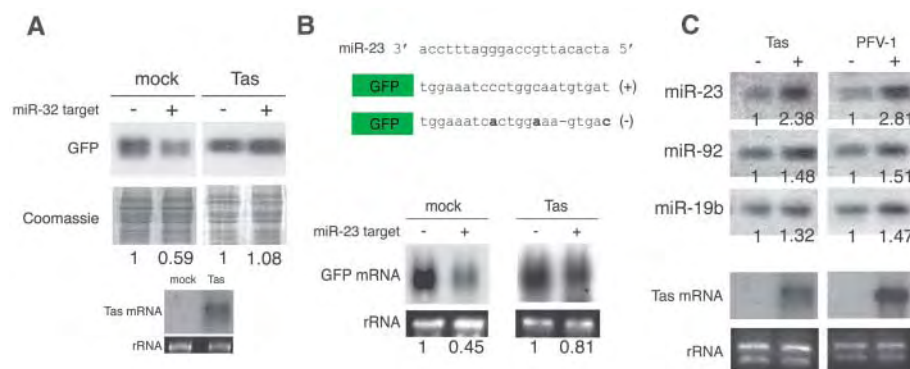 A
mock Tas
miR-32 target - + - +
GFP
Coomassie
1 0.59 1 1.08
mock Tas
Tas mRNA
rRNA
B
miR-23 3' acctttagggaccgttacacta 5'
GFP tggaaatccctggcaatgtgat (+)
GFP tggaaatcactggaaa-gtgac (-)
mock Tas
miR-23 target - + - +
GFP mRNA
rRNA
1 0.45 1 0.81
C
Tas PFV-1
- + - +
miR-23
1 2.38 1 2.81
miR-92
1 1.48 1 1.51
miR-19b
1 1.32 1 1.47
Tas mRNA
rRNA